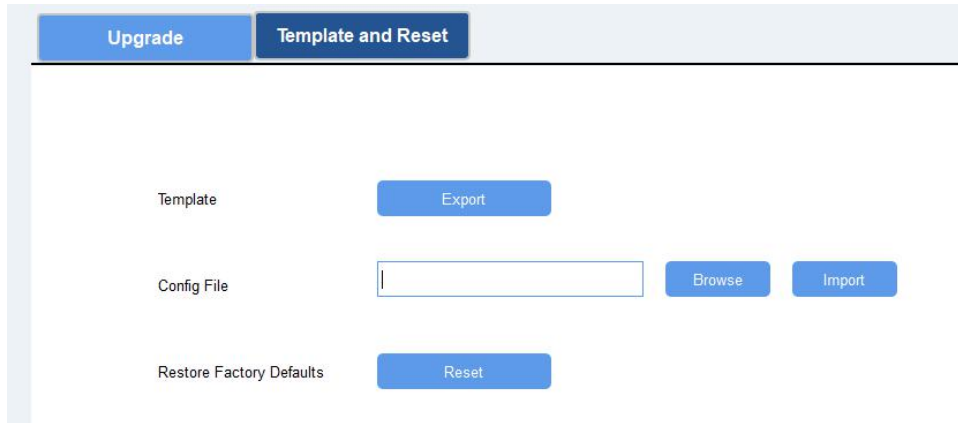 Upgrade Template and Reset
Template Export
Config File Browse Import
Restore Factory Defaults Reset